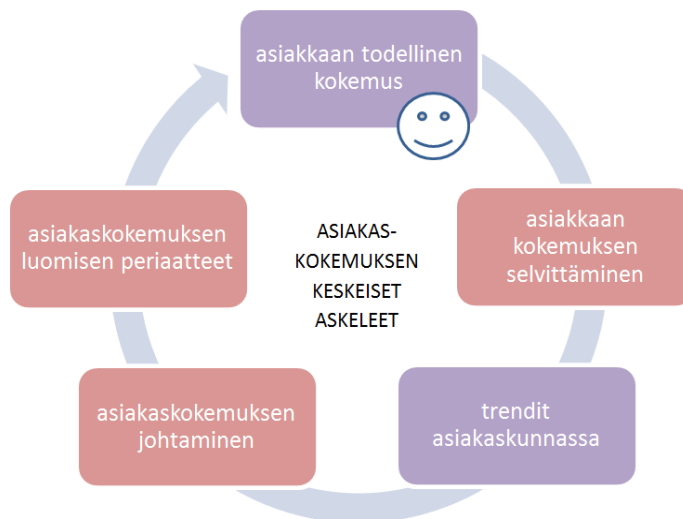 asiakkaan todellinen
kokemus
asiakkaan
kokemuksen
selvittäminen
trendit
asiakaskunnassa
asiakaskokemuksen
johtaminen
asiakaskokemuksen
luomisen periaatteet
ASIAKAS-
KOKEMUKSEN
KESKEISET
ASKELEET